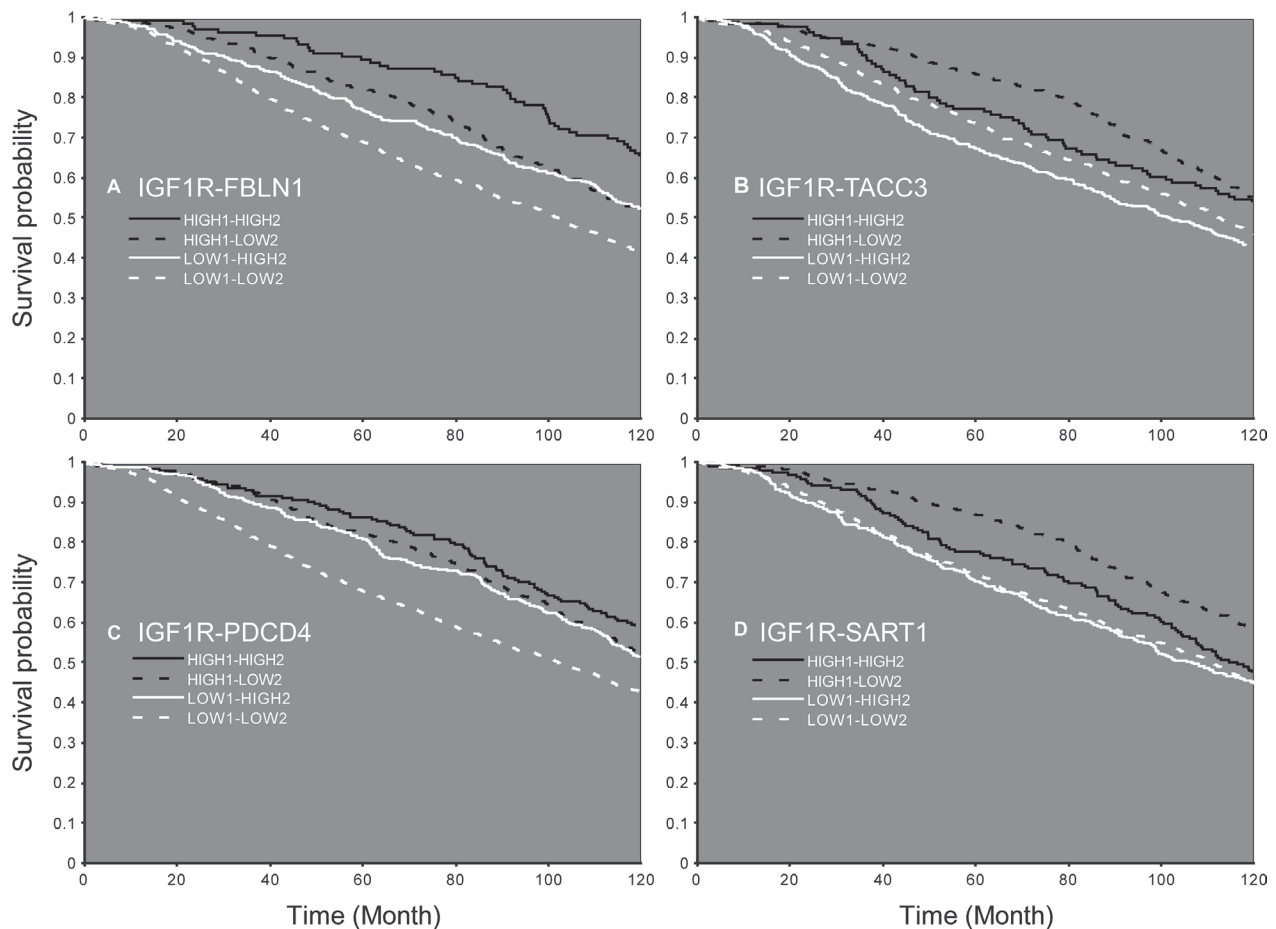 Survival probability
1
0.9
0.8
0.7
0.6
0.5
0.4
0.3
0.2
0.1
0
A IGF1R-FBLN1
HIGH1-HIGH2
HIGH1-LOW2
LOW1-HIGH2
LOW1-LOW2
0 20 40 60 80 100 120
1
0.9
0.8
0.7
0.6
0.5
0.4
0.3
0.2
0.1
0
B IGF1R-TACC3
HIGH1-HIGH2
HIGH1-LOW2
LOW1-HIGH2
LOW1-LOW2
0 20 40 60 80 100 120
Survival probability
1
0.9
0.8
0.7
0.6
0.5
0.4
0.3
0.2
0.1
0
C IGF1R-PDCD4
HIGH1-HIGH2
HIGH1-LOW2
LOW1-HIGH2
LOW1-LOW2
0 20 40 60 80 100 120
Time (Month)
1
0.9
0.8
0.7
0.6
0.5
0.4
0.3
0.2
0.1
0
D IGF1R-SART1
HIGH1-HIGH2
HIGH1-LOW2
LOW1-HIGH2
LOW1-LOW2
0 20 40 60 80 100 120
Time (Month)